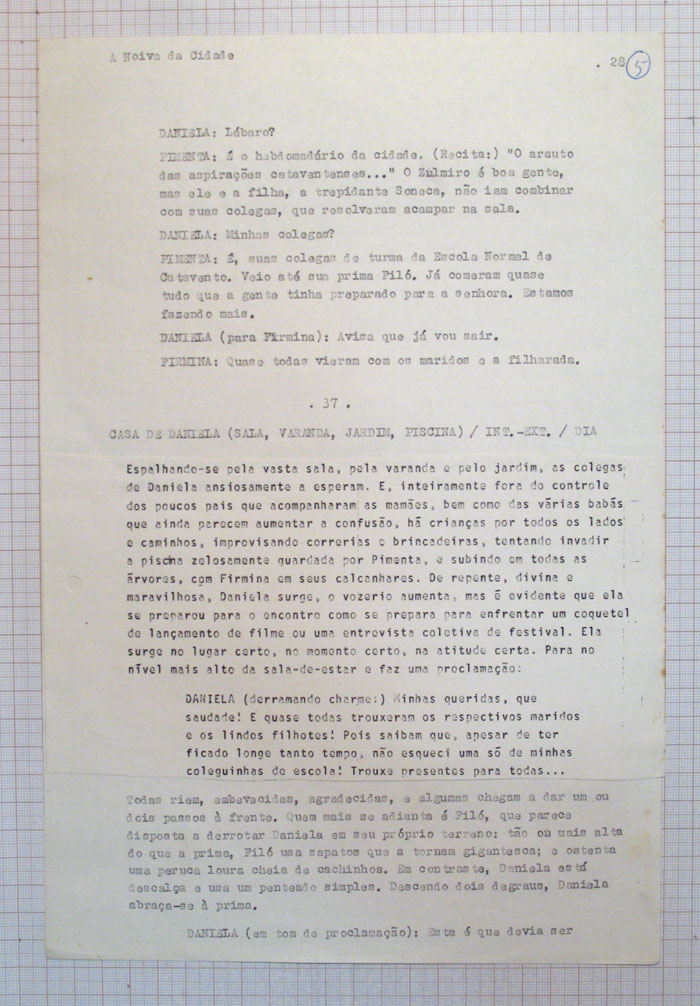 A Noiva da Cidade
. 28 5
DANIELA: Lábaro?
PIMENTA: É o hebdomadário da cidade. (Recita:) "O arauto
das aspirações cataventenses..." O Zulmiro é boa gente,
mas ele e a filha, a trepidante Soneca, não iam combinar
com suas colegas, que resolveram acampar na sala.
DANIELA: Minhas colegas?
PIMENTA: É, suas colegas de turma da Escola Normal de
Catavento. Veio até sua prima Filó. Já comeram quase
tudo que a gente tinha preparado para a senhora. Estamos
fazendo mais.
DANIELA (para Firmina): Avisa que já vou sair.
FIRMINA: Quase todas vieram com os maridos e a filharada.
. 37 .
CASA DE DANIELA (SALA, VARANDA, JARDIM, PISCINA) / INT.-EXT. / DIA
Espalhando-se pela vasta sala, pela varanda e pelo jardim, as colegas
de Daniela ansiosamente a esperam. E, inteiramente fora do controle
dos poucos pais que acompanharam as mamães, bem como das várias babás
que ainda parecem aumentar a confusão, há crianças por todos os lados
e caminhos, improvisando correrias e brincadeiras, tentando invadir
a piscina zelosamente guardada por Pimenta, e subindo em todas as
árvores, com Firmina em seus calcanhares. De repente, divina e
maravilhosa, Daniela surge, o vozerio aumenta, mas é evidente que ela
se preparou para o encontro como se prepara para enfrentar um coquetel
de lançamento de filme ou uma entrevista coletiva de festival. Ela
surge no lugar certo, no momento certo, na atitude certa. Para no
nível mais alto da sala-de-estar e faz uma proclamação:
DANIELA (derramando charme:) Minhas queridas, que
saudade! E quase todas trouxeram os respectivos maridos
e os lindos filhotes! Pois saibam que, apesar de ter
ficado longe tanto tempo, não esqueci uma só de minhas
coleguinhas de escola! Trouxe presentes para todas...
Todas riem, embevecidas, agradecidas, e algumas chegam a dar um ou
dois passos à frente. Quem mais se adianta é Filó, que parece
disposta a derrotar Daniela em seu próprio terreno: tão ou mais alta
do que a prima, Filó usa sapatos que a tornam gigantesca; e ostenta
uma peruca loura cheia de cachinhos. Em contraste, Daniela está
descalça e usa um penteado simples. Descendo dois degraus, Daniela
abraça-se à prima.
DANIELA (em tom de proclamação): Esta é que devia ser